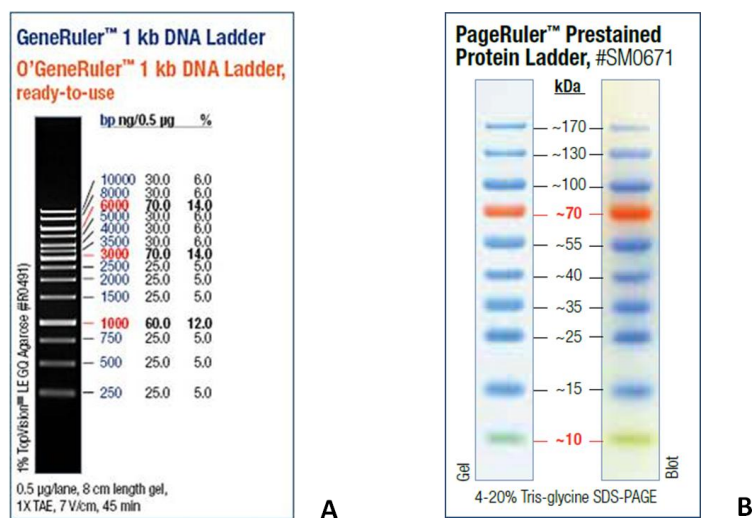 GeneRuler™ 1 kb DNA Ladder
O'GeneRuler™ 1 kb DNA Ladder,
ready-to-use
bp ng/0.5 µg %
10000 30.0 6.0
8000 30.0 6.0
6000 70.0 14.0
5000 30.0 6.0
4000 30.0 6.0
3500 30.0 6.0
3000 70.0 14.0
2500 25.0 5.0
2000 25.0 5.0
1500 25.0 5.0
1000 60.0 12.0
750 25.0 5.0
500 25.0 5.0
250 25.0 5.0
1% TopVision™ LE GQ Agarose (#R0491)
0.5 µg/lane, 8 cm length gel,
1X TAE, 7 V/cm, 45 min
A
PageRuler™ Prestained
Protein Ladder, #SM0671
kDa
~170
~130
~100
~70
~55
~40
~35
~25
~15
~10
Gel
Blot
4-20% Tris-glycine SDS-PAGE
B